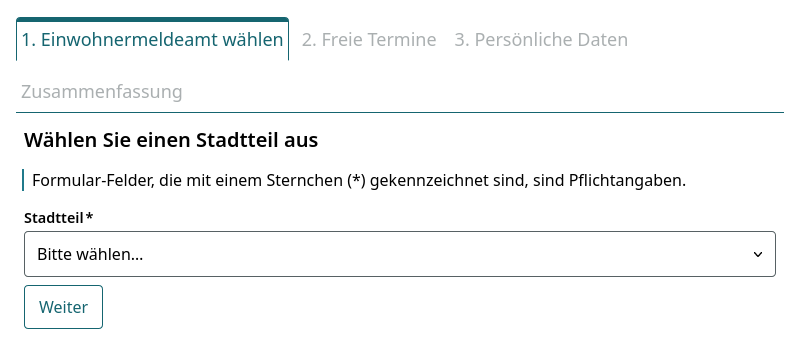 1. Einwohnermeldeamt wählen 2. Freie Termine 3. Persönliche Daten
Zusammenfassung
Wählen Sie einen Stadtteil aus
Formular-Felder, die mit einem Sternchen (*) gekennzeichnet sind, sind Pflichtangaben.
Stadtteil*
Bitte wählen...
Weiter